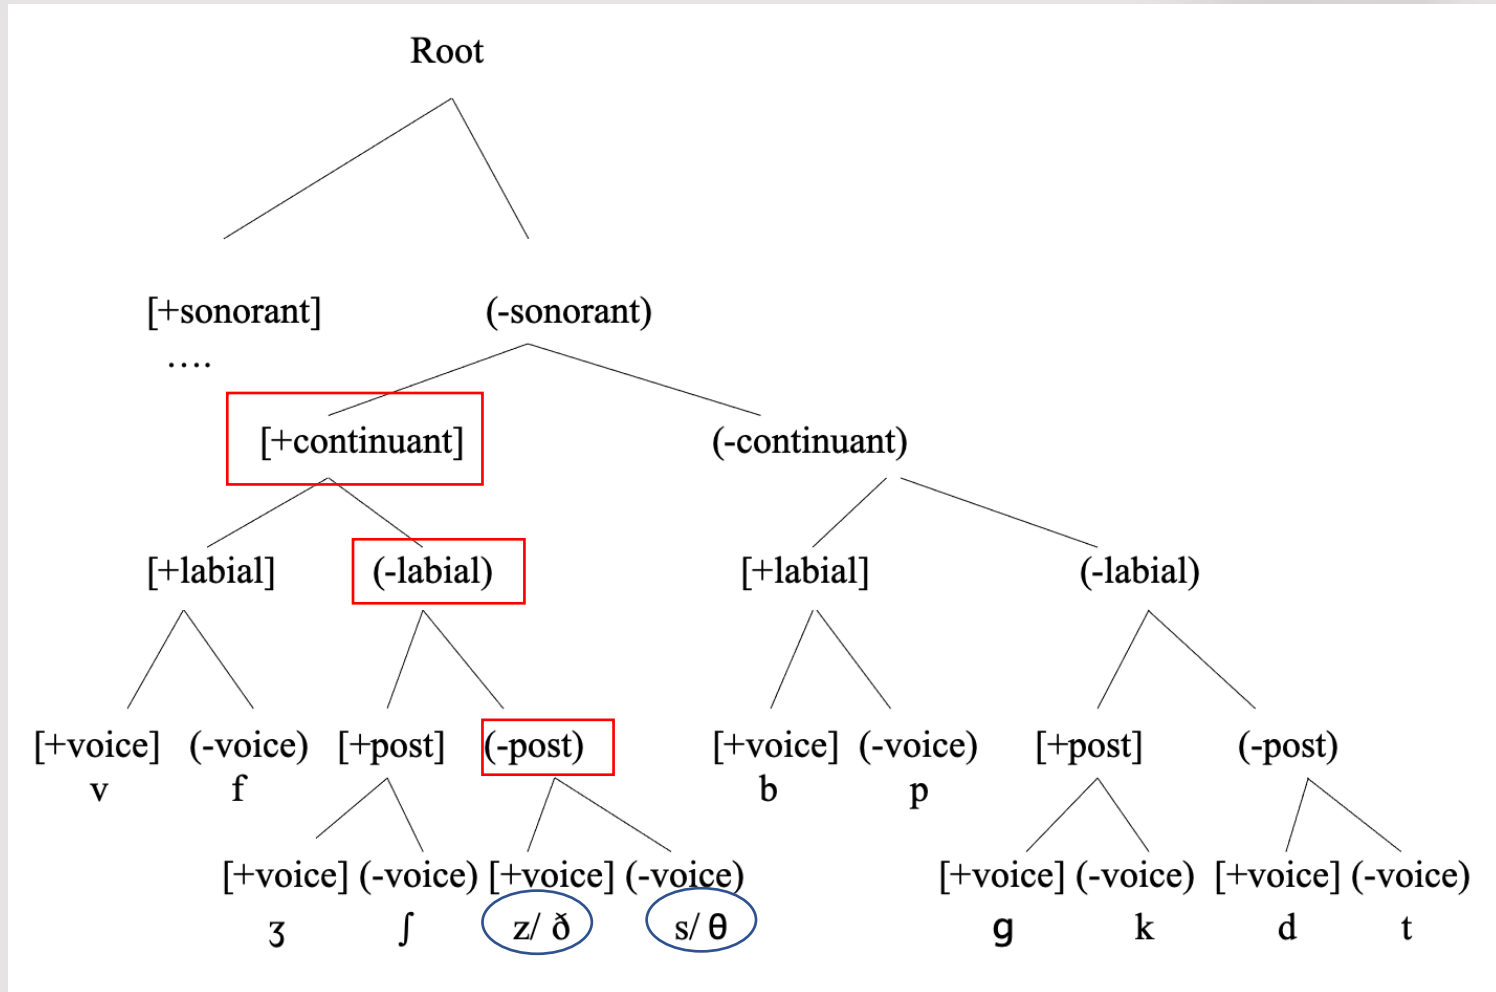 Root
[+sonorant] (-sonorant)
....
[+continuant] (-continuant)
[+labial] (-labial) [+labial] (-labial)
[+voice] (-voice) [+post] (-post) [+voice] (-voice) [+post] (-post)
v f b p
[+voice] (-voice) [+voice] (-voice) [+voice] (-voice) [+voice] (-voice)
ʒ ʃ z/ ð s/ θ g k d t